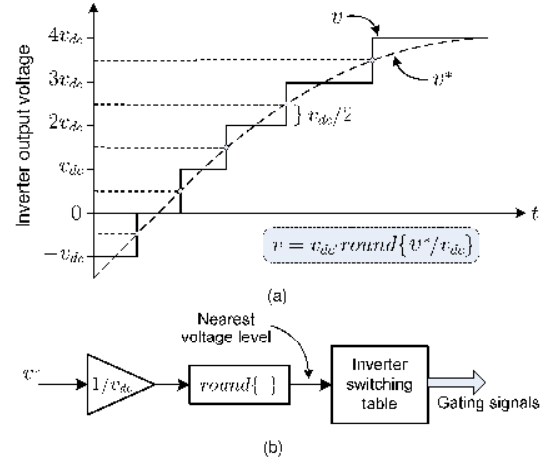 Inverter output voltage
4v_dc
3v_dc
2v_dc
v_dc
0
−v_dc
v
v*
} v_dc/2
t
v = v_dc round{v*/v_dc}
(a)
Nearest
voltage level
v*
1/v_dc
round{ }
Inverter
switching
table
Gating signals
(b)